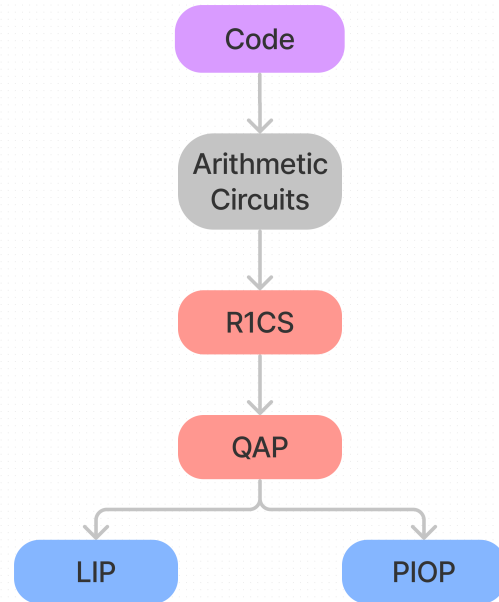 Code
Arithmetic
Circuits
R1CS
QAP
LIP
PIOP